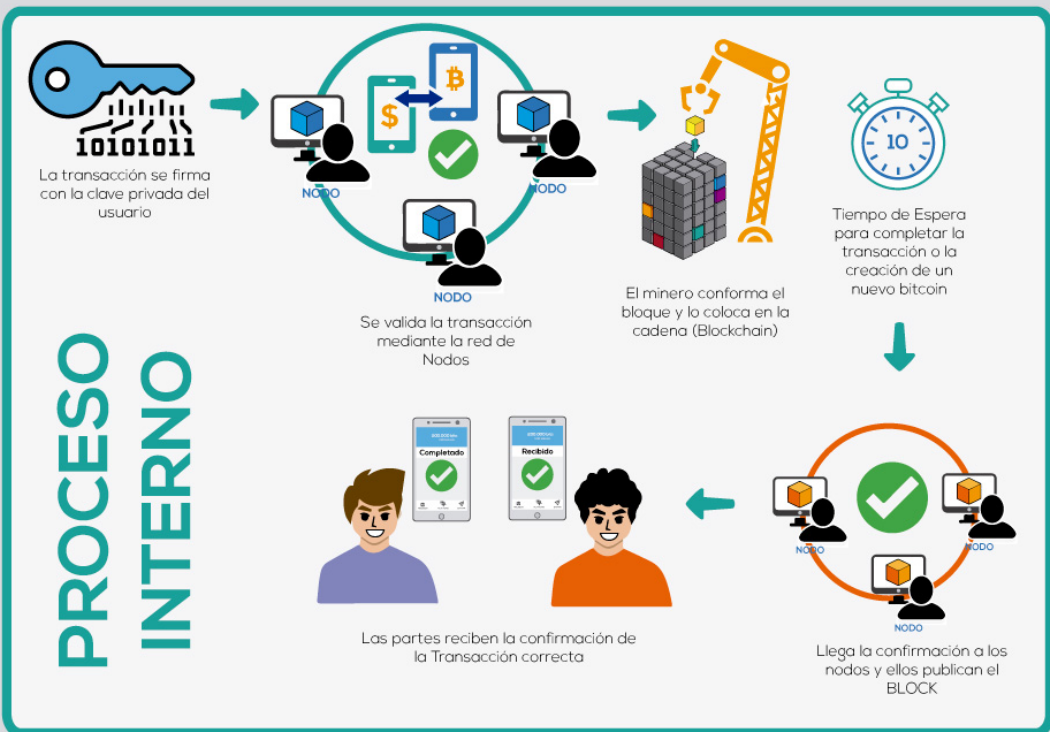 10101011
La transacción se firma
con la clave privada del
usuario
$
NODO
NODO
NODO
Se valida la transacción
mediante la red de
Nodos
El minero conforma el
bloque y lo coloca en la
cadena (Blockchain)
10
Tiempo de Espera
para completar la
transacción o la
creación de un
nuevo bitcoin
PROCESO
INTERNO
Completado
Recibido
Las partes reciben la confirmación de
la Transacción correcta
NODO
NODO
NODO
Llega la confirmación a los
nodos y ellos publican el
BLOCK